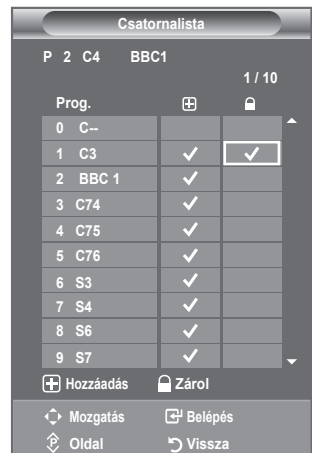 Csatornalista
P 2 C4 BBC1
1 / 10
Prog.
0 C--
1 C3
2 BBC 1
3 C74
4 C75
5 C76
6 S3
7 S4
8 S6
9 S7
Hozzáadás Zárol
Mozgatás Belépés
Oldal Vissza